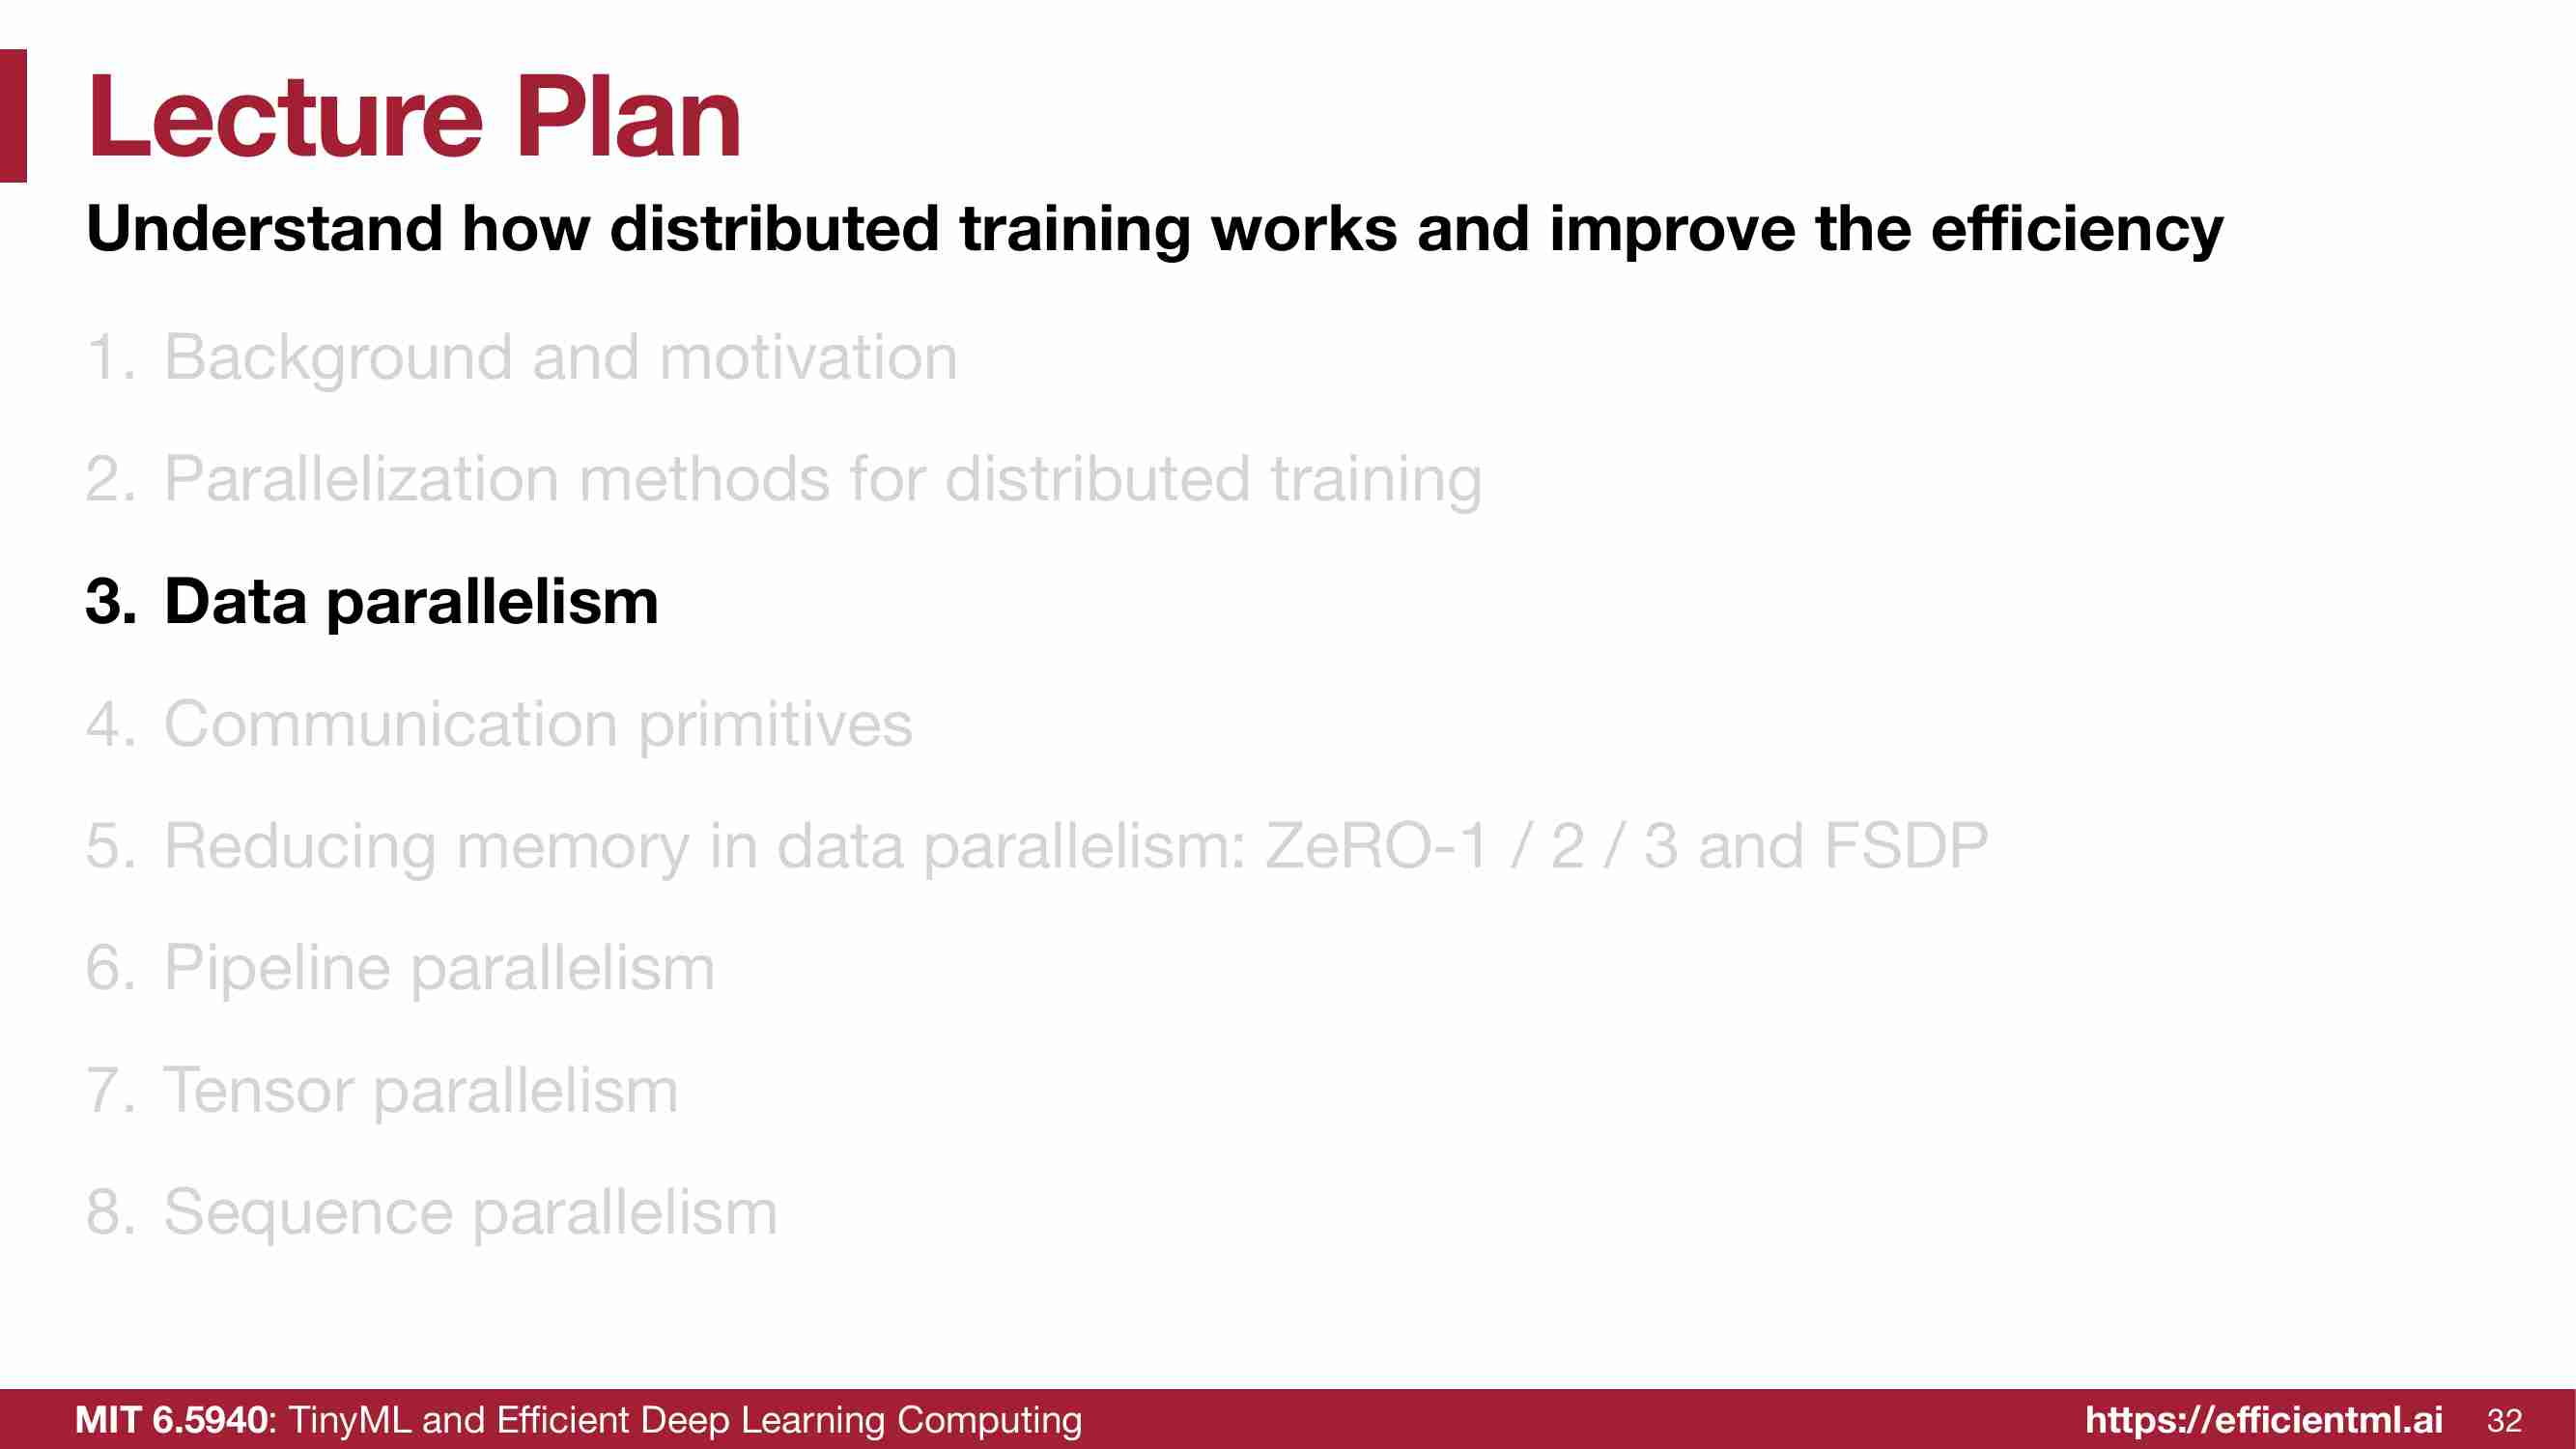 Lecture Plan
Understand how distributed training works and improve the efficiency
1. Background and motivation
2. Parallelization methods for distributed training
3. Data parallelism
4. Communication primitives
5. Reducing memory in data parallelism: ZeRO-1 / 2 / 3 and FSDP
6. Pipeline parallelism
7. Tensor parallelism
8. Sequence parallelism
MIT 6.5940: TinyML and Efficient Deep Learning Computing https://efficientml.ai 32